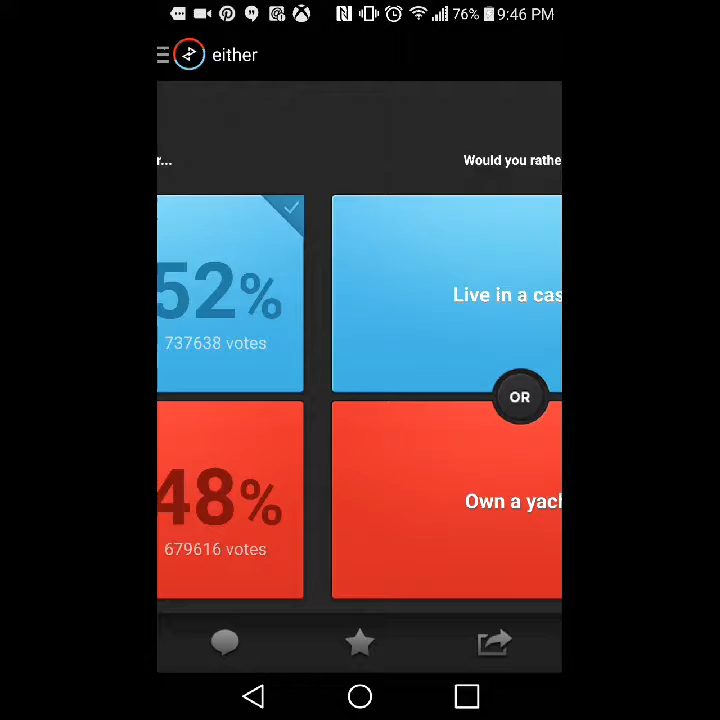 76% 9:46 PM
either
r...
Would you rathe
52%
737638 votes
Live in a cas
OR
48%
679616 votes
Own a yach